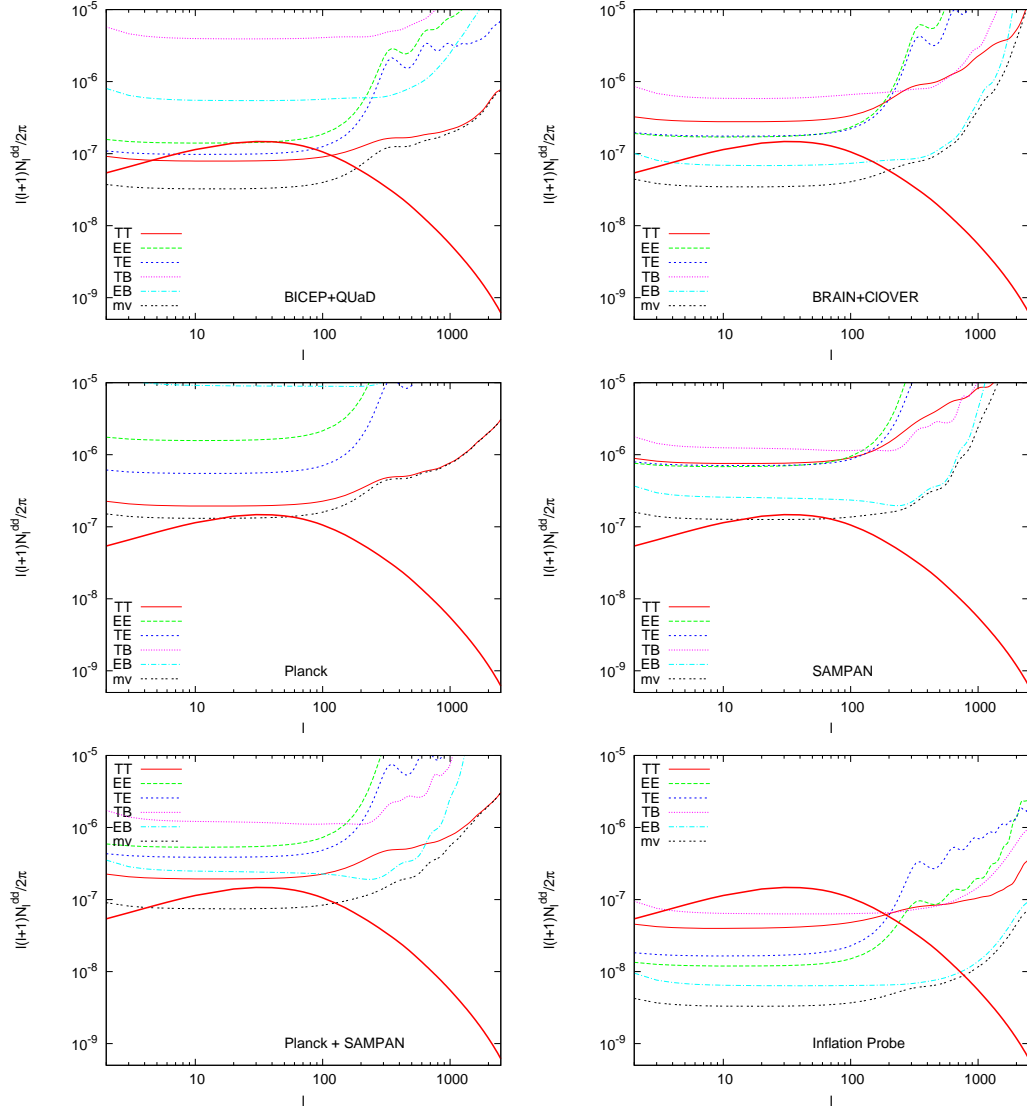 10^-5
10^-6
10^-7
10^-8
10^-9
l(l+1)N_l^dd/2π
TT
EE
TE
TB
EB
mv
BICEP+QUaD
10
100
1000
l
10^-5
10^-6
10^-7
10^-8
10^-9
l(l+1)N_l^dd/2π
TT
EE
TE
TB
EB
mv
BRAIN+ClOVER
10
100
1000
l
10^-5
10^-6
10^-7
10^-8
10^-9
l(l+1)N_l^dd/2π
TT
EE
TE
TB
EB
mv
Planck
10
100
1000
l
10^-5
10^-6
10^-7
10^-8
10^-9
l(l+1)N_l^dd/2π
TT
EE
TE
TB
EB
mv
SAMPAN
10
100
1000
l
10^-5
10^-6
10^-7
10^-8
10^-9
l(l+1)N_l^dd/2π
TT
EE
TE
TB
EB
mv
Planck + SAMPAN
10
100
1000
l
10^-5
10^-6
10^-7
10^-8
10^-9
l(l+1)N_l^dd/2π
TT
EE
TE
TB
EB
mv
Inflation Probe
10
100
1000
l